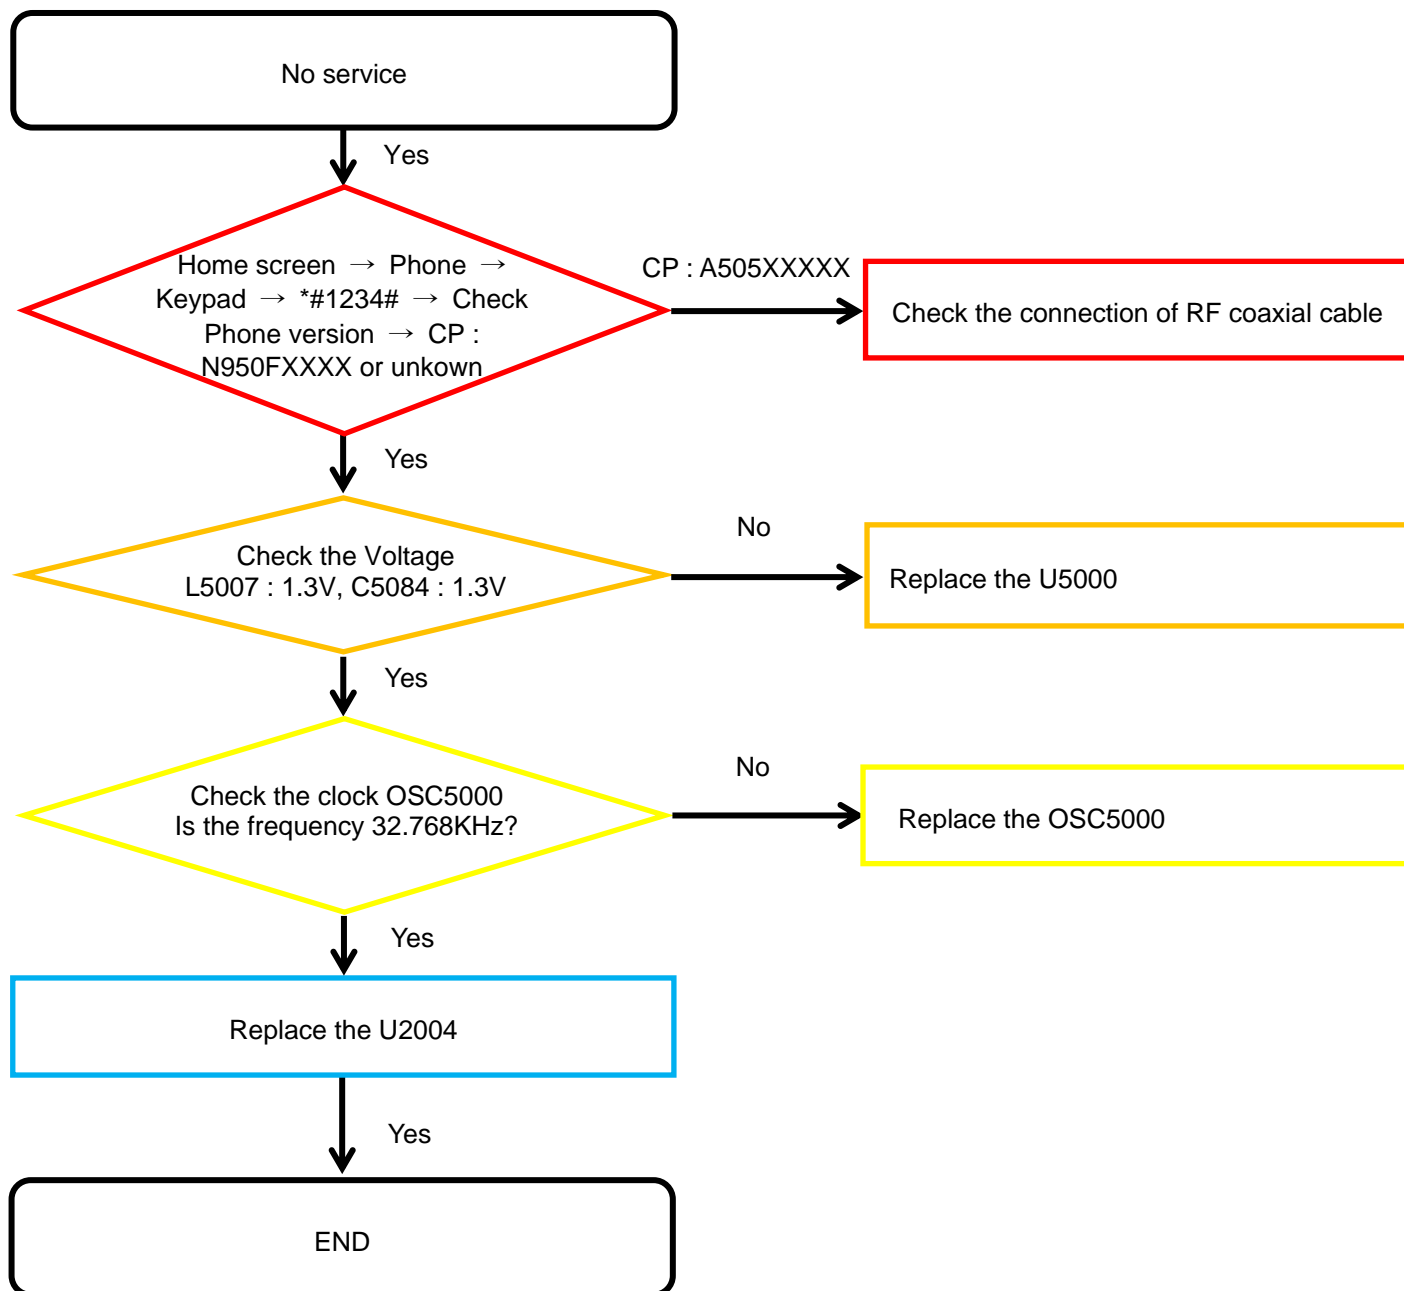 No service
Yes
Home screen → Phone →
Keypad → *#1234# → Check
Phone version → CP :
N950FXXXX or unkown
CP : A505XXXXX
Check the connection of RF coaxial cable
Yes
Check the Voltage
L5007 : 1.3V, C5084 : 1.3V
No
Replace the U5000
Yes
Check the clock OSC5000
Is the frequency 32.768KHz?
No
Replace the OSC5000
Yes
Replace the U2004
Yes
END